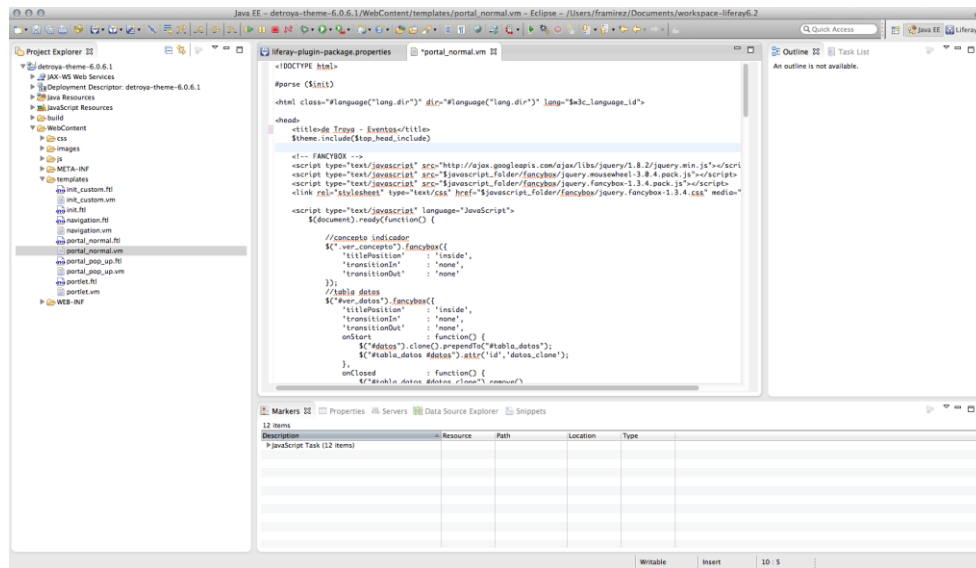 Java EE - detroya-theme-6.0.6.1/WebContent/templates/portal_normal.vm - Eclipse - /Users/framirez/Documents/workspace-liferay6.2
Quick Access
Java EE
Liferay
Project Explorer
detroya-theme-6.0.6.1
JAX-WS Web Services
Deployment Descriptor: detroya-theme-6.0.6.1
Java Resources
JavaScript Resources
build
WebContent
css
images
js
META-INF
templates
init_custom.ftl
init_custom.vm
init.ftl
navigation.ftl
navigation.vm
portal_normal.ftl
portal_normal.vm
portal_pop_up.ftl
portal_pop_up.vm
portlet.ftl
portlet.vm
WEB-INF
liferay-plugin-package.properties
*portal_normal.vm
<!DOCTYPE html>
#parse ($init)
<html class="#language("lang.dir")" dir="#language("lang.dir")" lang="$w3c_language_id">
<head>
<title>de Troya - Eventos</title>
$theme.include($top_head_include)
<!-- FANCYBOX -->
<script type="text/javascript" src="http://ajax.googleapis.com/ajax/libs/jquery/1.8.2/jquery.min.js"></scri
<script type="text/javascript" src="$javascript_folder/fancybox/jquery.mousewheel-3.0.4.pack.js"></script>
<script type="text/javascript" src="$javascript_folder/fancybox/jquery.fancybox-1.3.4.pack.js"></script>
<link rel="stylesheet" type="text/css" href="$javascript_folder/fancybox/jquery.fancybox-1.3.4.css" media="
<script type="text/javascript" language="JavaScript">
$(document).ready(function() {
//concepto indicador
$(".ver_concepto").fancybox({
'titlePosition' : 'inside',
'transitionIn' : 'none',
'transitionOut' : 'none'
});
//tabla datos
$("#ver_datos").fancybox({
'titlePosition' : 'inside',
'transitionIn' : 'none',
'transitionOut' : 'none',
onStart : function() {
$("#datos").clone().prependTo("#tabla_datos");
$("#tabla_datos #datos").attr('id','datos_clone');
},
onClosed : function() {
$("#tabla_datos #datos_clone").remove()
Outline
Task List
An outline is not available.
Markers
Properties
Servers
Data Source Explorer
Snippets
12 items
Description Resource Path Location Type
JavaScript Task (12 items)
Writable Insert 10 : 5